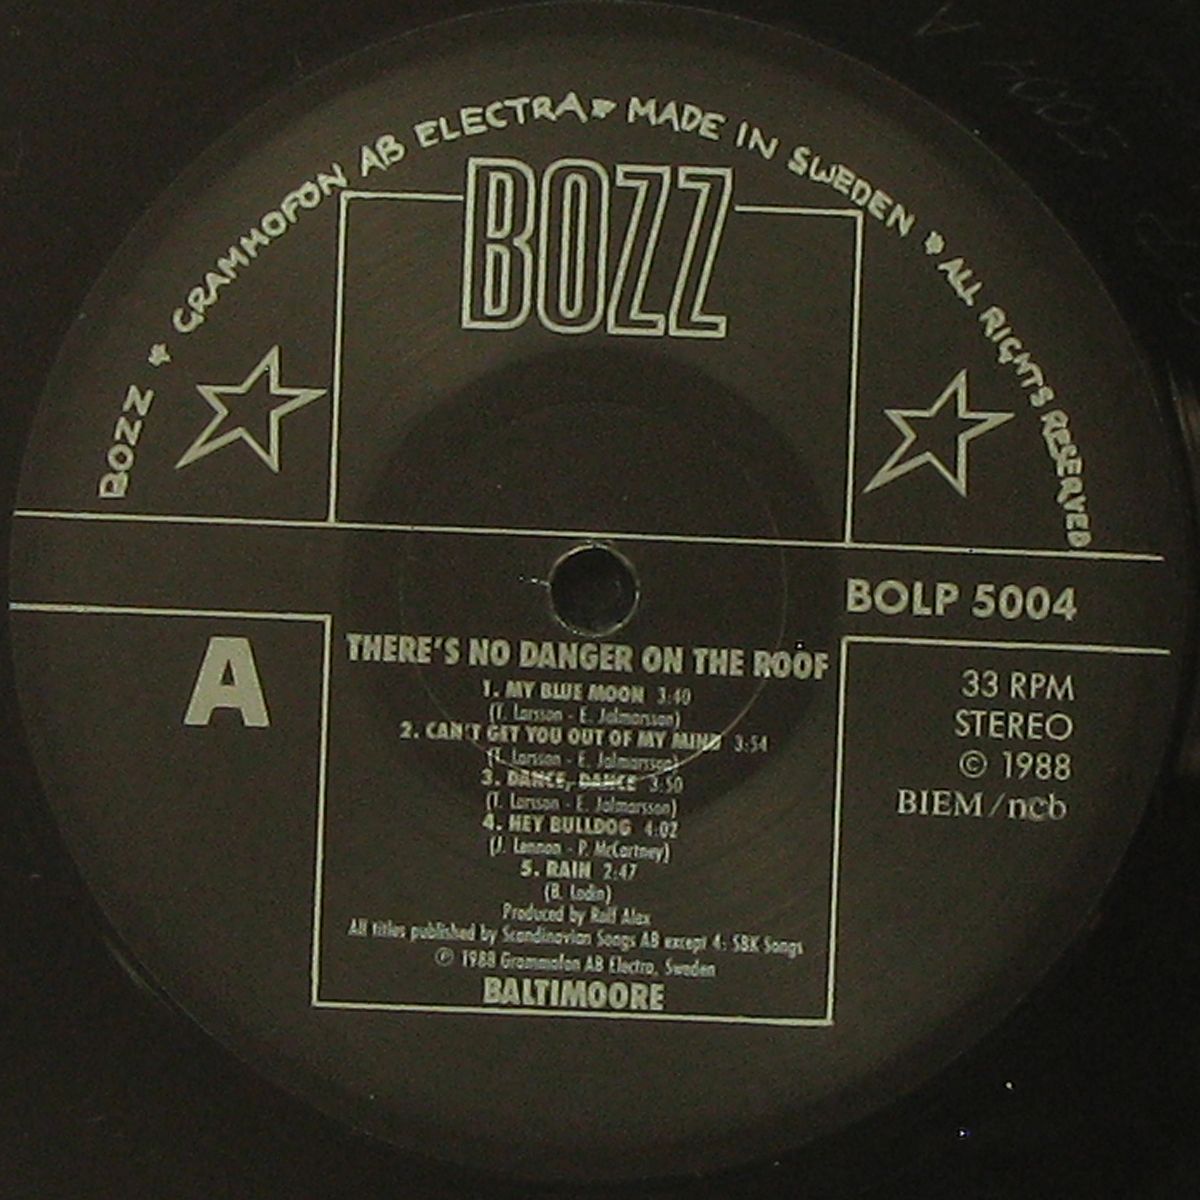 BOZZ * GRAMMOFON AB ELECTRA * MADE IN SWEDEN * ALL RIGHTS RESERVED
BOZZ
BOLP 5004
A
33 RPM
STEREO
© 1988
BIEM/ncb
THERE'S NO DANGER ON THE ROOF
1. MY BLUE MOON 3:40
(T. Larsson - E. Jalmarsson)
2. CAN'T GET YOU OUT OF MY MIND 3:54
(T. Larsson - E. Jalmarsson)
3. DANCE, DANCE 3:50
(T. Larsson - E. Jalmarsson)
4. HEY BULLDOG 4:02
(J. Lennon - P. McCartney)
5. RAIN 2:47
(B. Lodin)
Produced by Rolf Alex
All titles published by Scandinavian Songs AB except 4: SBK Songs
℗ 1988 Grammofon AB Electra, Sweden
BALTIMOORE